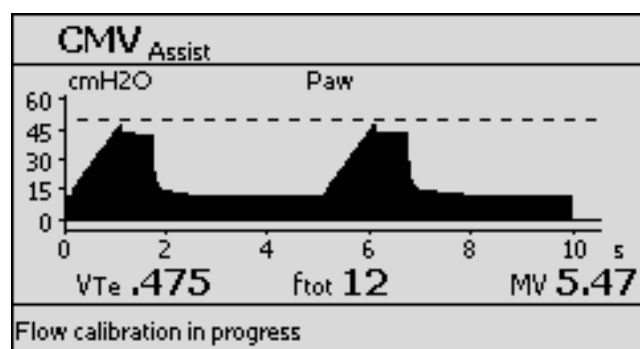 CMV Assist
cmH2O Paw
60
45
30
15
0
0 2 4 6 8 10 s
VTe .475 ftot 12 MV 5.47
Flow calibration in progress